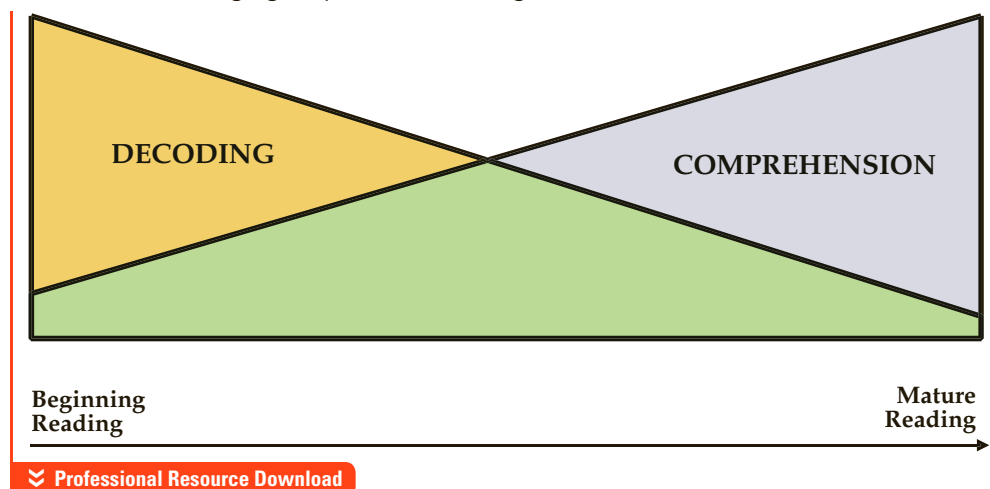 DECODING
COMPREHENSION
Beginning
Reading
Mature
Reading
Professional Resource Download